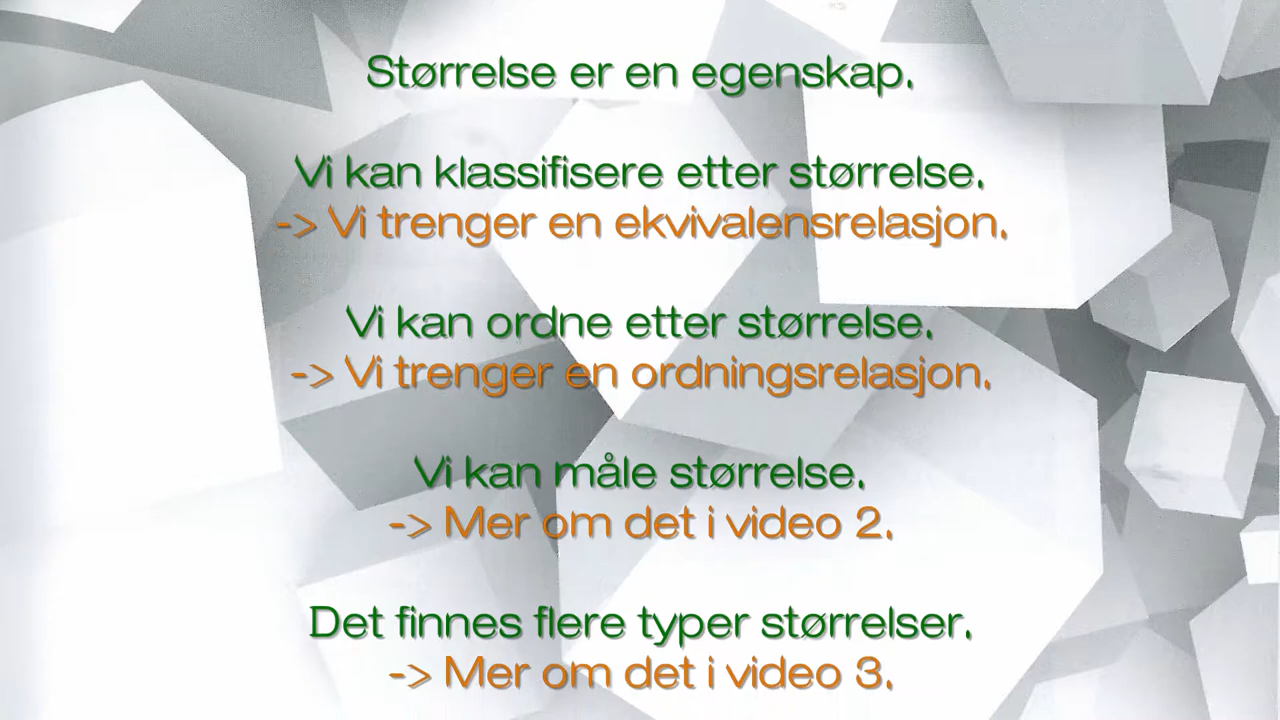 Størrelse er en egenskap.
Vi kan klassifisere etter størrelse.
-> Vi trenger en ekvivalensrelasjon.
Vi kan ordne etter størrelse.
-> Vi trenger en ordningsrelasjon.
Vi kan måle størrelse.
-> Mer om det i video 2.
Det finnes flere typer størrelser.
-> Mer om det i video 3.